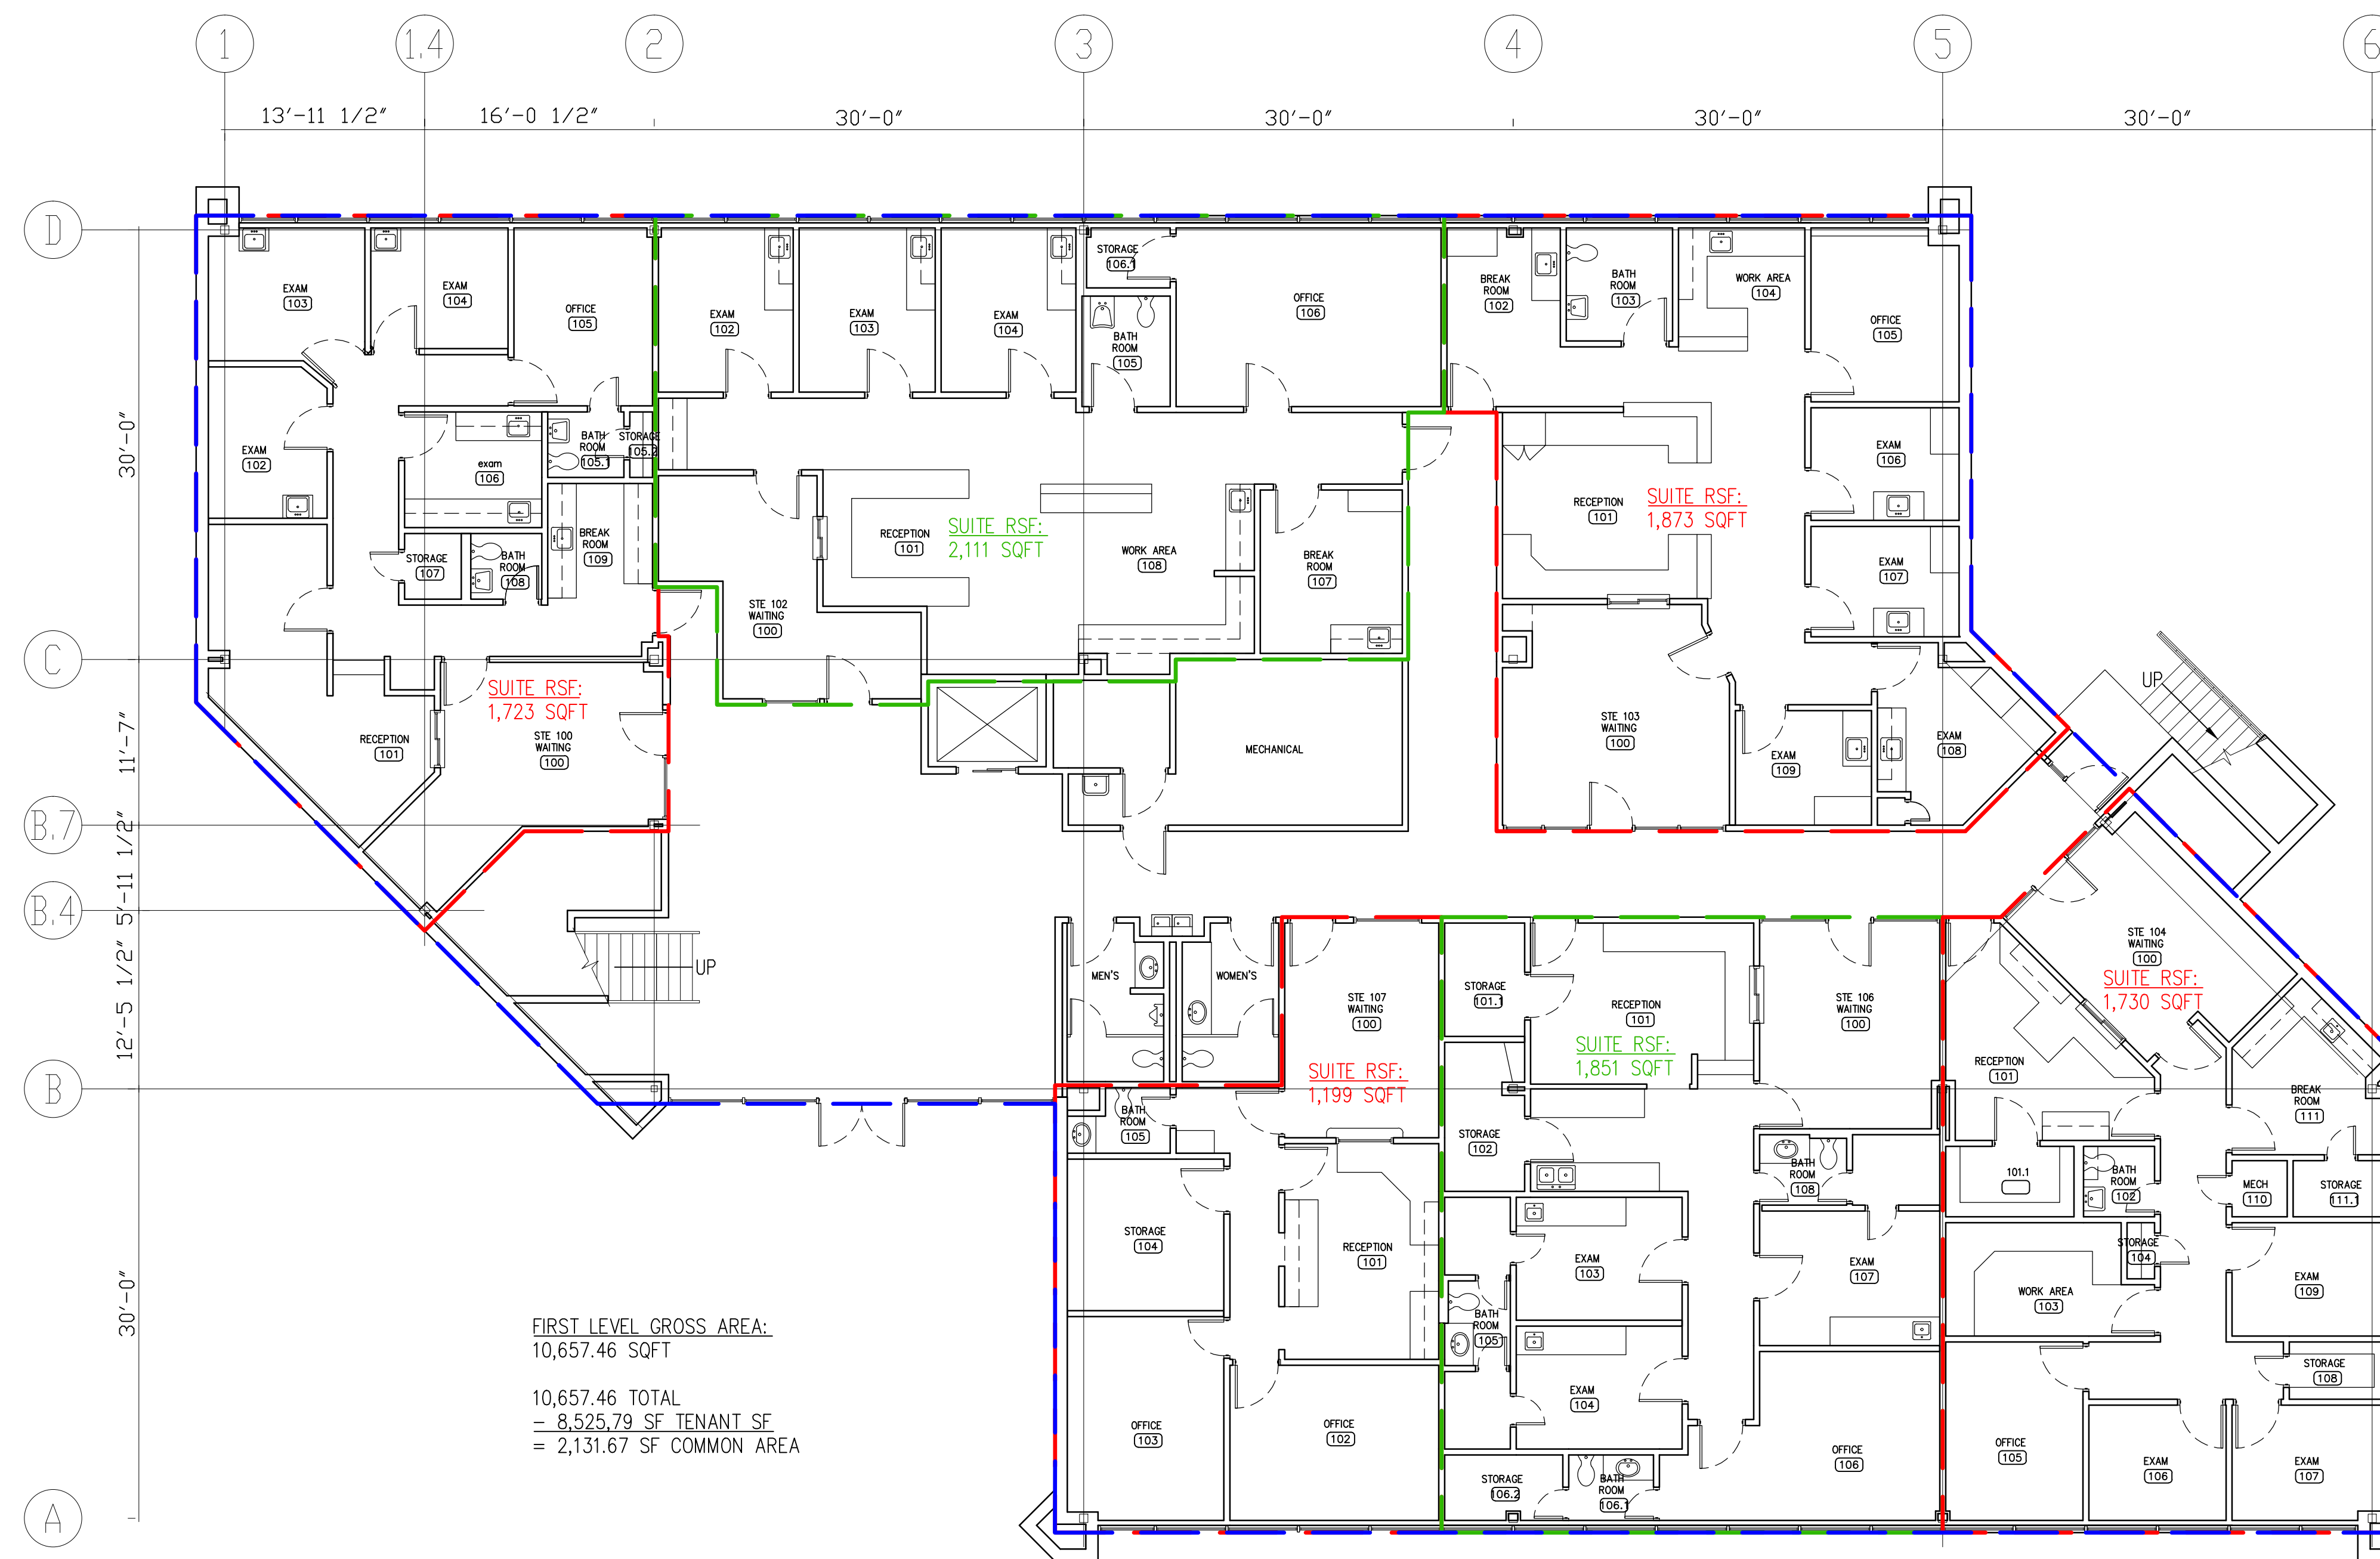 1
1.4
2
3
4
5
6
13'-11 1/2"
16'-0 1/2"
30'-0"
30'-0"
30'-0"
30'-0"
D
C
B.7
B.4
B
A
30'-0"
11'-7"
5'-11 1/2"
12'-5 1/2"
30'-0"
EXAM
103
EXAM
104
OFFICE
105
EXAM
102
exam
106
BATH
ROOM
105.1
STORAGE
105.2
STORAGE
107
BATH
ROOM
108
BREAK
ROOM
109
RECEPTION
101
SUITE RSF:
1,723 SQFT
STE 100
WAITING
100
EXAM
102
EXAM
103
EXAM
104
STORAGE
106.1
BATH
ROOM
105
OFFICE
106
RECEPTION
101
SUITE RSF:
2,111 SQFT
WORK AREA
108
BREAK
ROOM
107
STE 102
WAITING
100
MECHANICAL
BREAK
ROOM
102
BATH
ROOM
103
WORK AREA
104
OFFICE
105
EXAM
106
RECEPTION
101
SUITE RSF:
1,873 SQFT
EXAM
107
STE 103
WAITING
100
EXAM
109
EXAM
108
UP
UP
MEN'S
WOMEN'S
STE 107
WAITING
100
SUITE RSF:
1,199 SQFT
BATH
ROOM
105
STORAGE
104
RECEPTION
101
OFFICE
103
OFFICE
102
STORAGE
101.1
RECEPTION
101
SUITE RSF:
1,851 SQFT
STE 106
WAITING
100
STORAGE
102
BATH
ROOM
108
EXAM
103
EXAM
107
BATH
ROOM
105
EXAM
104
OFFICE
106
STORAGE
106.2
BATH
ROOM
106.1
STE 104
WAITING
100
SUITE RSF:
1,730 SQFT
RECEPTION
101
BREAK
ROOM
111
101.1
BATH
ROOM
102
MECH
110
STORAGE
111.1
STORAGE
104
WORK AREA
103
EXAM
109
STORAGE
108
OFFICE
105
EXAM
106
EXAM
107
FIRST LEVEL GROSS AREA:
10,657.46 SQFT
10,657.46 TOTAL
- 8,525,79 SF TENANT SF
= 2,131.67 SF COMMON AREA